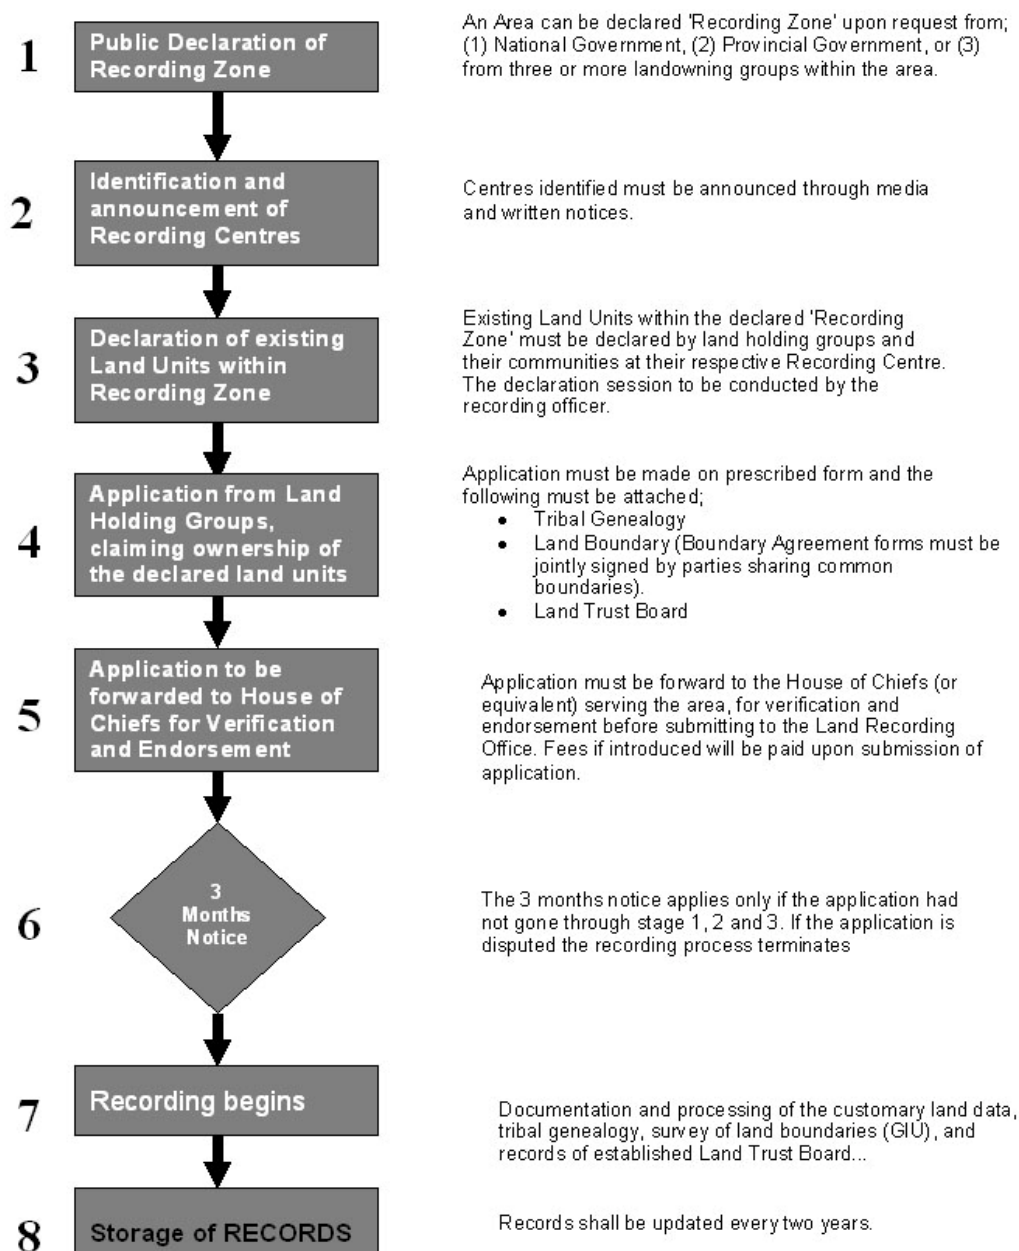 1
Public Declaration of
Recording Zone
An Area can be declared 'Recording Zone' upon request from;
(1) National Government, (2) Provincial Government, or (3)
from three or more landowning groups within the area.
2
Identification and
announcement of
Recording Centres
Centres identified must be announced through media
and written notices.
3
Declaration of existing
Land Units within
Recording Zone
Existing Land Units within the declared 'Recording
Zone' must be declared by land holding groups and
their communities at their respective Recording Centre.
The declaration session to be conducted by the
recording officer.
4
Application from Land
Holding Groups,
claiming ownership of
the declared land units
Application must be made on prescribed form and the
following must be attached;
● Tribal Genealogy
● Land Boundary (Boundary Agreement forms must be
jointly signed by parties sharing common
boundaries).
● Land Trust Board
5
Application to be
forwarded to House of
Chiefs for Verification
and Endorsement
Application must be forward to the House of Chiefs (or
equivalent) serving the area, for verification and
endorsement before submitting to the Land Recording
Office. Fees if introduced will be paid upon submission of
application.
6
3
Months
Notice
The 3 months notice applies only if the application had
not gone through stage 1, 2 and 3. If the application is
disputed the recording process terminates
7
Recording begins
Documentation and processing of the customary land data,
tribal genealogy, survey of land boundaries (GIU), and
records of established Land Trust Board...
8
Storage of RECORDS
Records shall be updated every two years.